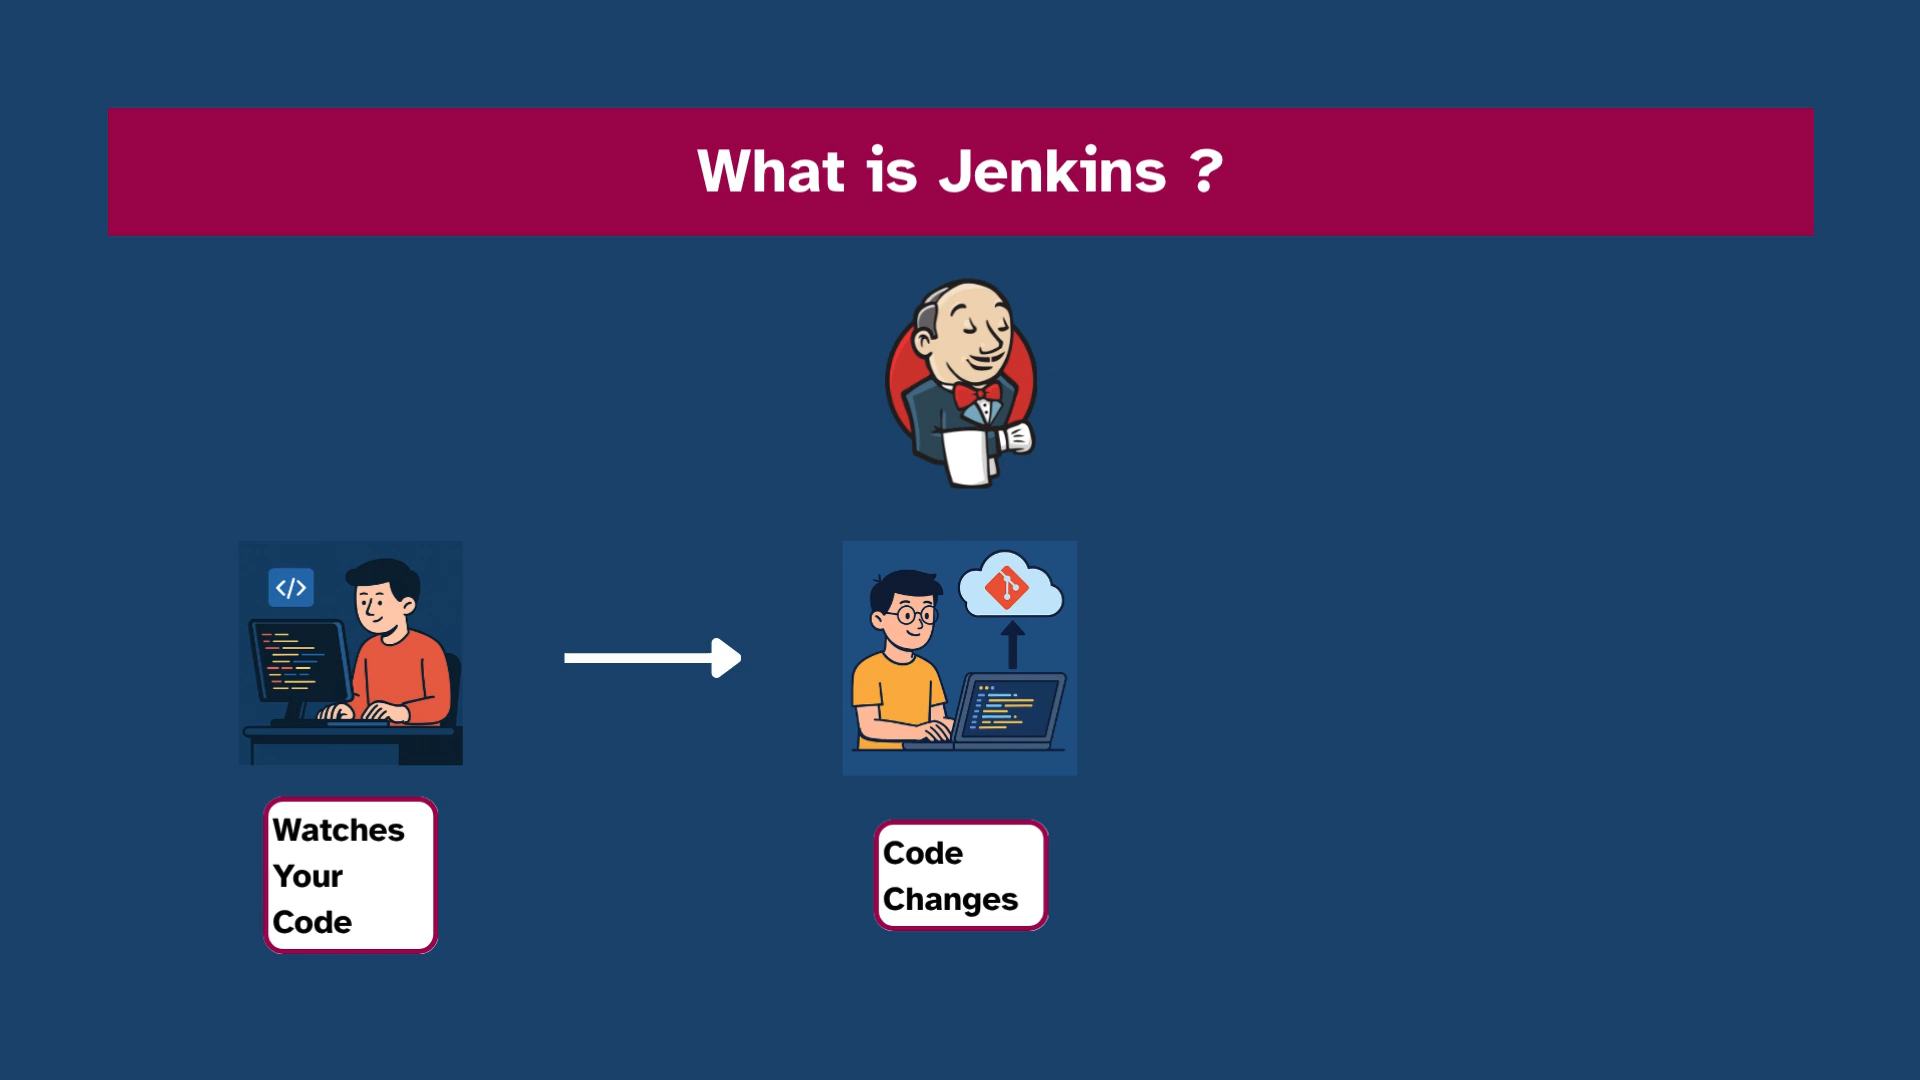 What is Jenkins ?
</>
Watches
Your
Code
Code
Changes